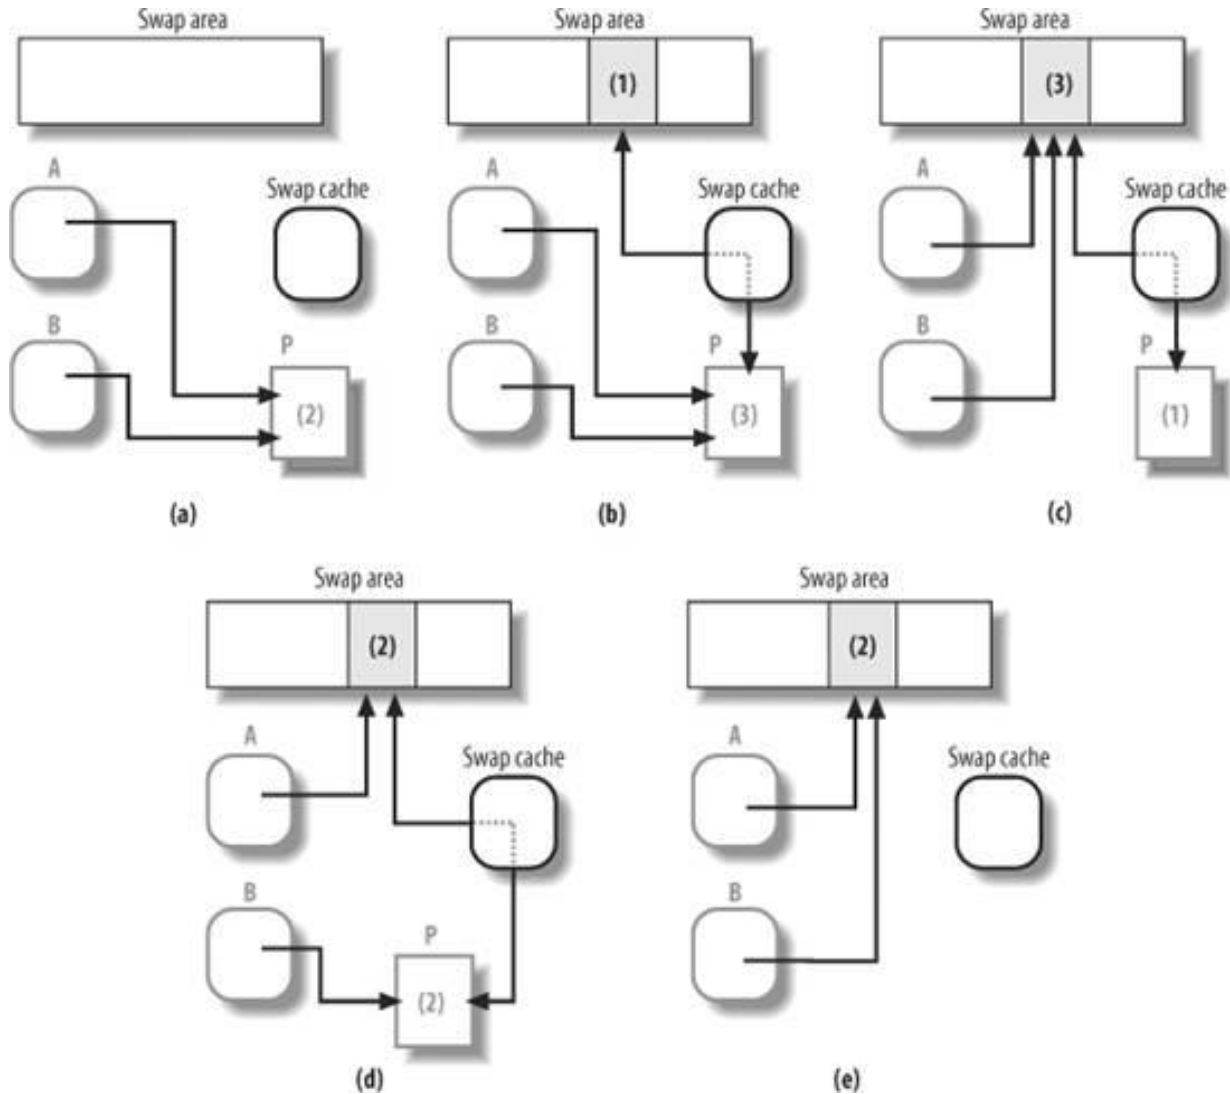 Swap area
(1)
Swap area
(3)
Swap area
A
Swap cache
B
P
(2)
(a)
A
Swap cache
B
P
(3)
(b)
A
Swap cache
B
P
(1)
(c)
Swap area
(2)
A
Swap cache
B
P
(2)
(d)
Swap area
(2)
A
Swap cache
B
(e)